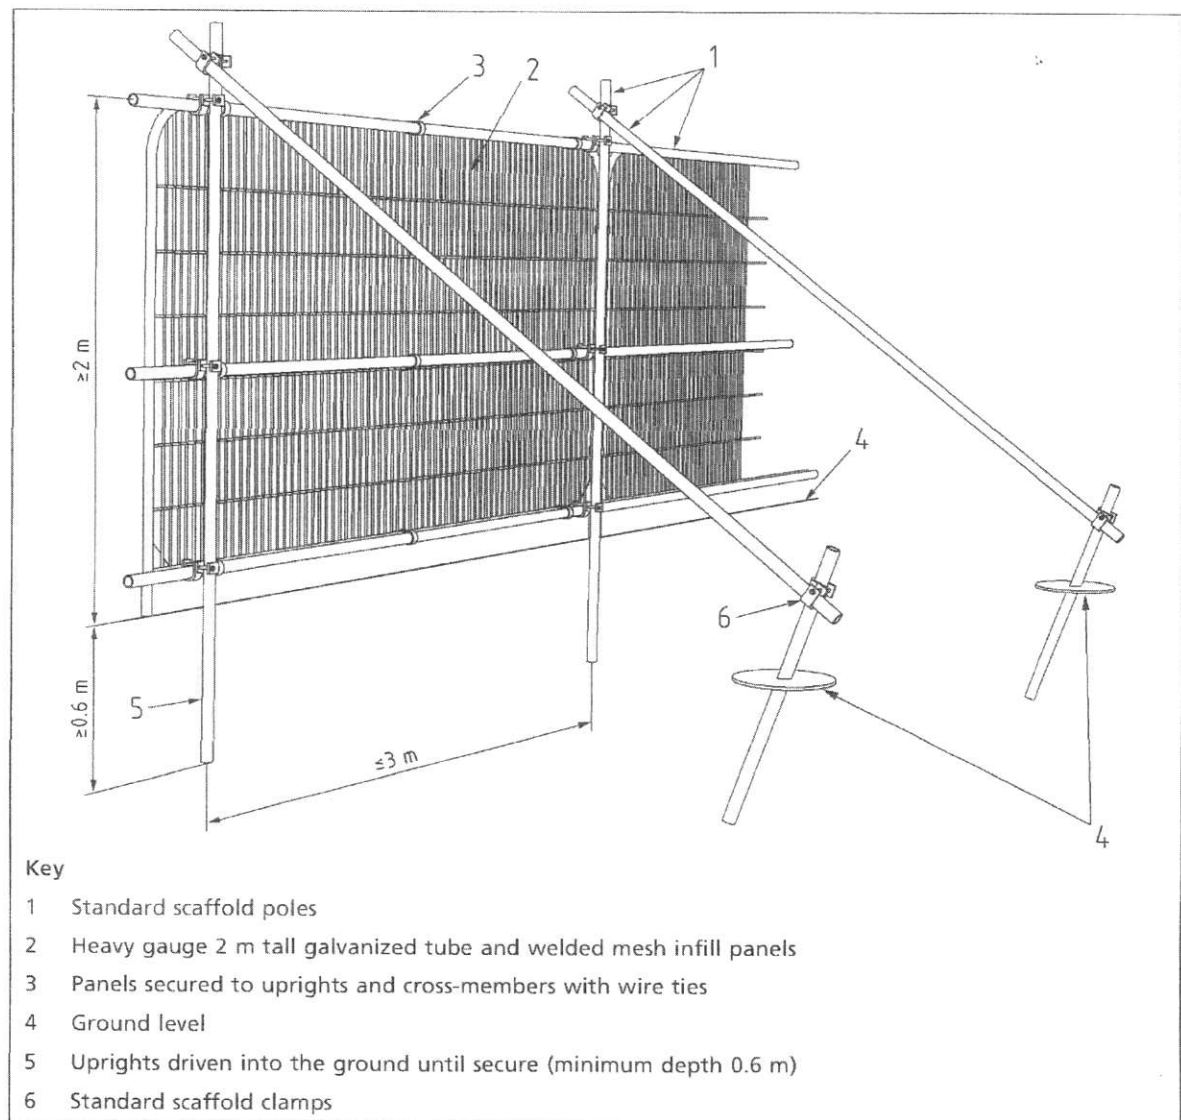 1
3
2
≥2 m
4
6
≥0.6 m
5
≤3 m
4
Key
1 Standard scaffold poles
2 Heavy gauge 2 m tall galvanized tube and welded mesh infill panels
3 Panels secured to uprights and cross-members with wire ties
4 Ground level
5 Uprights driven into the ground until secure (minimum depth 0.6 m)
6 Standard scaffold clamps